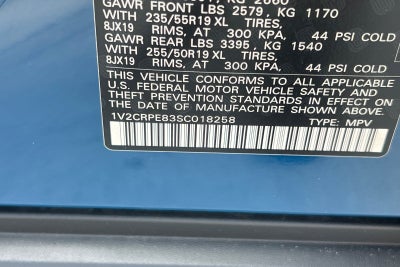 GAWR FRONT LBS 2579, KG 1170
WITH 235/55R19 XL TIRES,
8JX19 RIMS, AT 300 KPA, 44 PSI COLD
GAWR REAR LBS 3395, KG 1540
WITH 255/50R19 XL TIRES,
8JX19 RIMS, AT 300 KPA, 44 PSI COLD
THIS VEHICLE CONFORMS TO ALL APPLICABLE
U.S. FEDERAL MOTOR VEHICLE SAFETY AND
THEFT PREVENTION STANDARDS IN EFFECT ON
THE DATE OF MANUFACTURE SHOWN ABOVE.
1V2CRPE83SC018258 TYPE: MPV